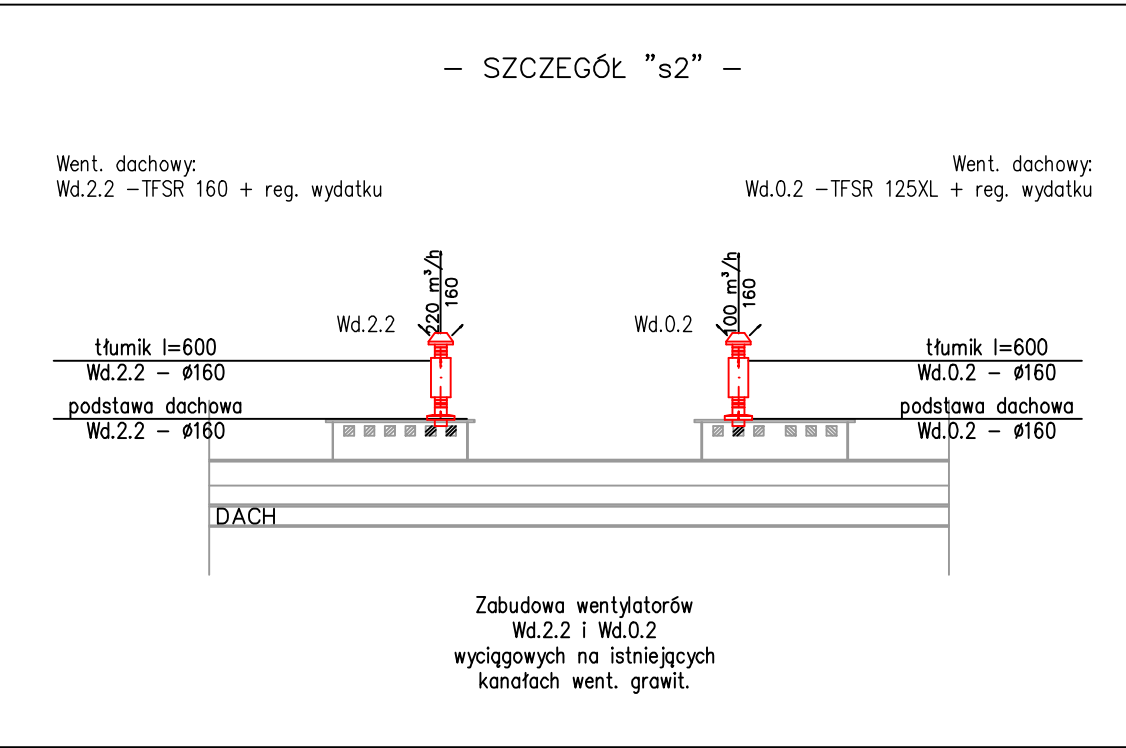 – SZCZEGÓŁ ”s2” –
Went. dachowy:
Wd.2.2 –TFSR 160 + reg. wydatku
Went. dachowy:
Wd.0.2 –TFSR 125XL + reg. wydatku
220 m³/h
160
Wd.2.2
100 m³/h
160
Wd.0.2
tłumik l=600
Wd.2.2 – ø160
podstawa dachowa
Wd.2.2 – ø160
tłumik l=600
Wd.0.2 – ø160
podstawa dachowa
Wd.0.2 – ø160
DACH
Zabudowa wentylatorów
Wd.2.2 i Wd.0.2
wyciągowych na istniejących
kanałach went. grawit.